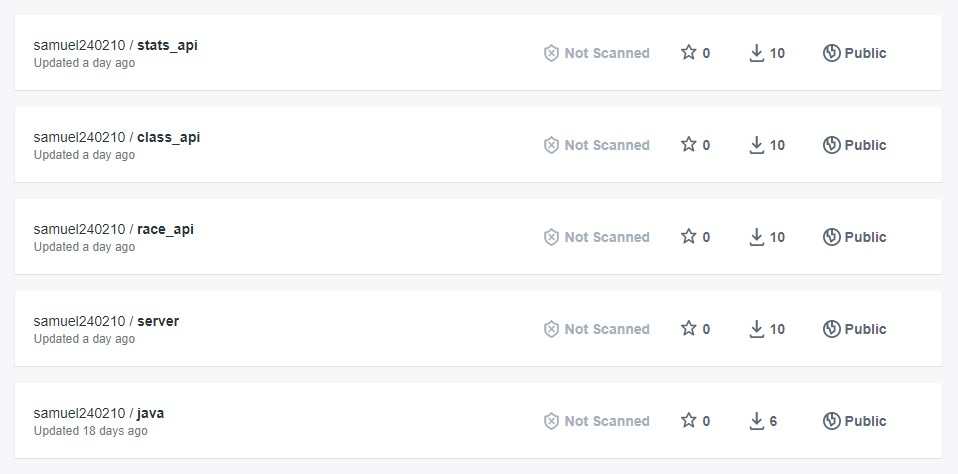 samuel240210 / stats_api
Updated a day ago
Not Scanned
0
10
Public
samuel240210 / class_api
Updated a day ago
Not Scanned
0
10
Public
samuel240210 / race_api
Updated a day ago
Not Scanned
0
10
Public
samuel240210 / server
Updated a day ago
Not Scanned
0
10
Public
samuel240210 / java
Updated 18 days ago
Not Scanned
0
6
Public